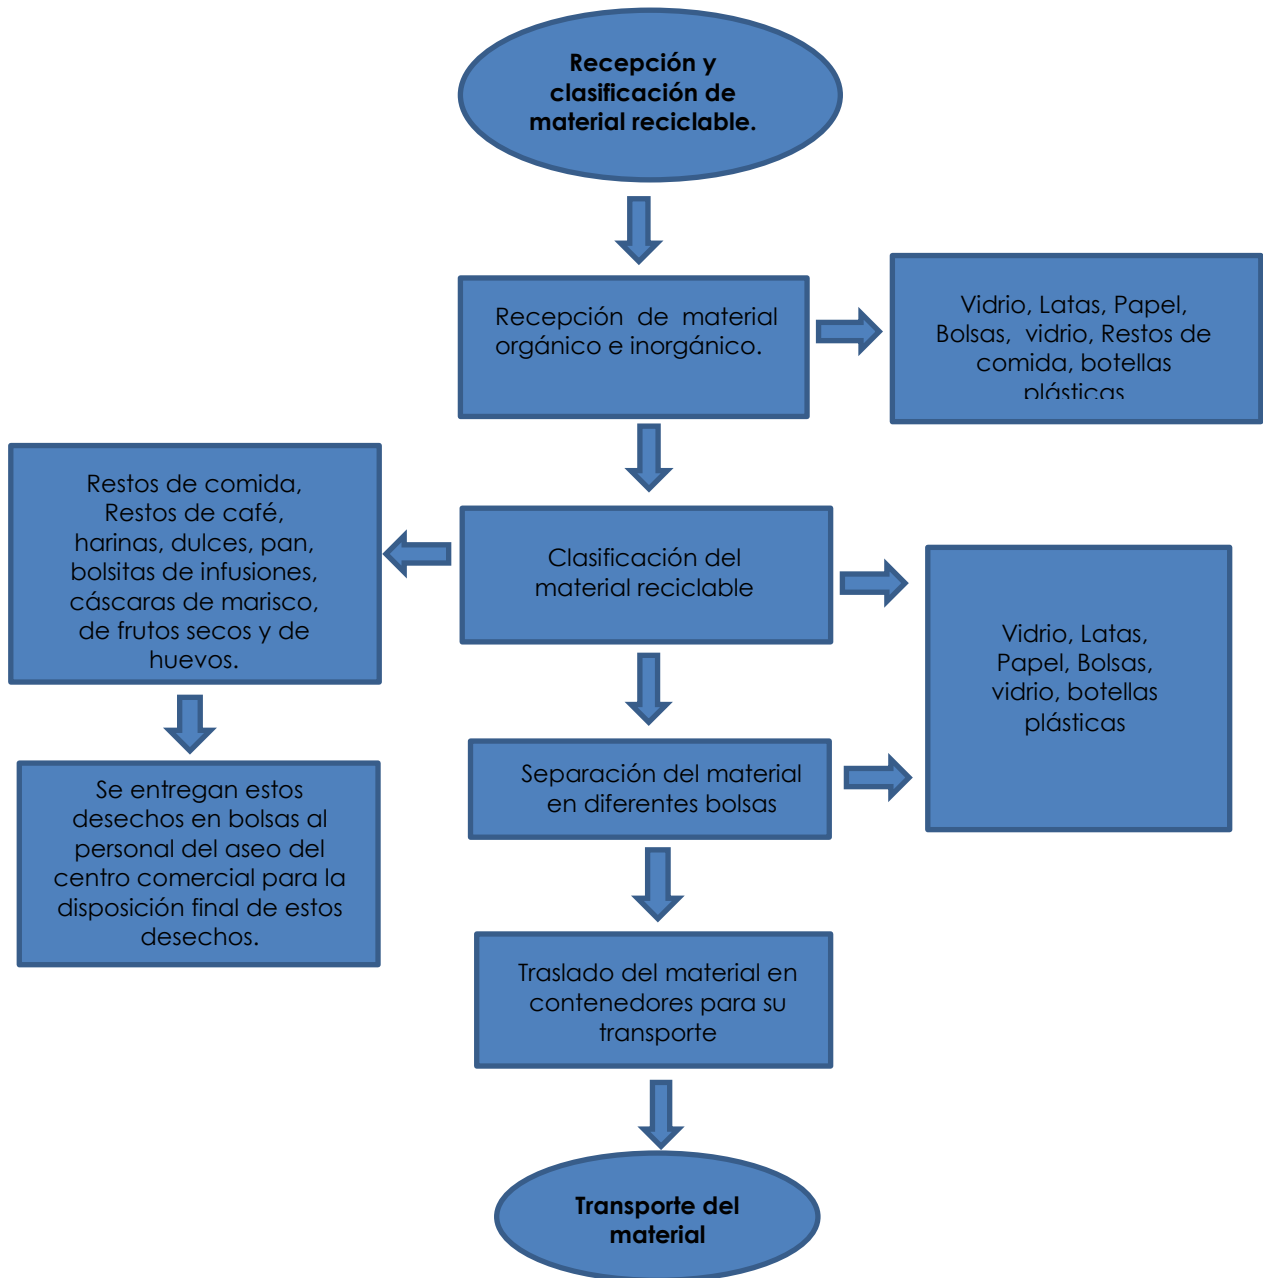 Recepción y
clasificación de
material reciclable.
Recepción de material
orgánico e inorgánico.
Vidrio, Latas, Papel,
Bolsas, vidrio, Restos de
comida, botellas
plásticas
Restos de comida,
Restos de café,
harinas, dulces, pan,
bolsitas de infusiones,
cáscaras de marisco,
de frutos secos y de
huevos.
Clasificación del
material reciclable
Vidrio, Latas,
Papel, Bolsas,
vidrio, botellas
plásticas
Se entregan estos
desechos en bolsas al
personal del aseo del
centro comercial para la
disposición final de estos
desechos.
Separación del material
en diferentes bolsas
Traslado del material en
contenedores para su
transporte
Transporte del
material